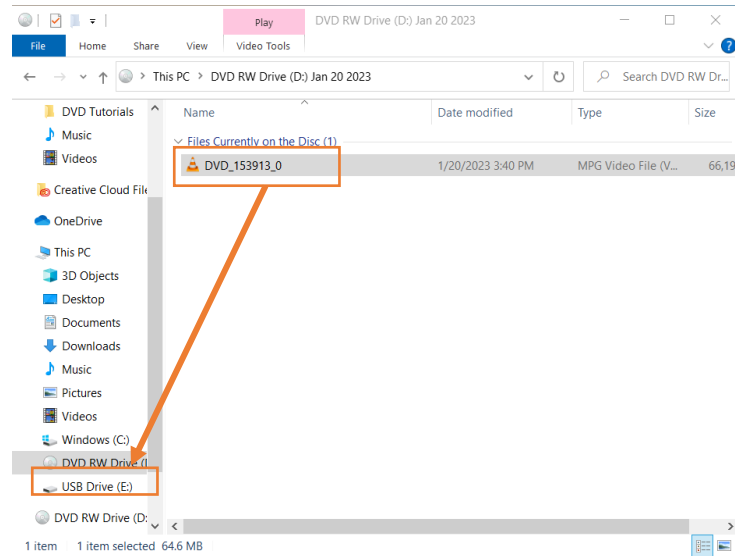 Play DVD RW Drive (D:) Jan 20 2023
File Home Share View Video Tools ?
This PC > DVD RW Drive (D:) Jan 20 2023 Search DVD RW Dr...
DVD Tutorials
Music
Videos
Creative Cloud File
OneDrive
This PC
3D Objects
Desktop
Documents
Downloads
Music
Pictures
Videos
Windows (C:)
DVD RW Drive (
USB Drive (E:)
DVD RW Drive (D:
Name Date modified Type Size
Files Currently on the Disc (1)
DVD_153913_0 1/20/2023 3:40 PM MPG Video File (V... 66,19
1 item 1 item selected 64.6 MB